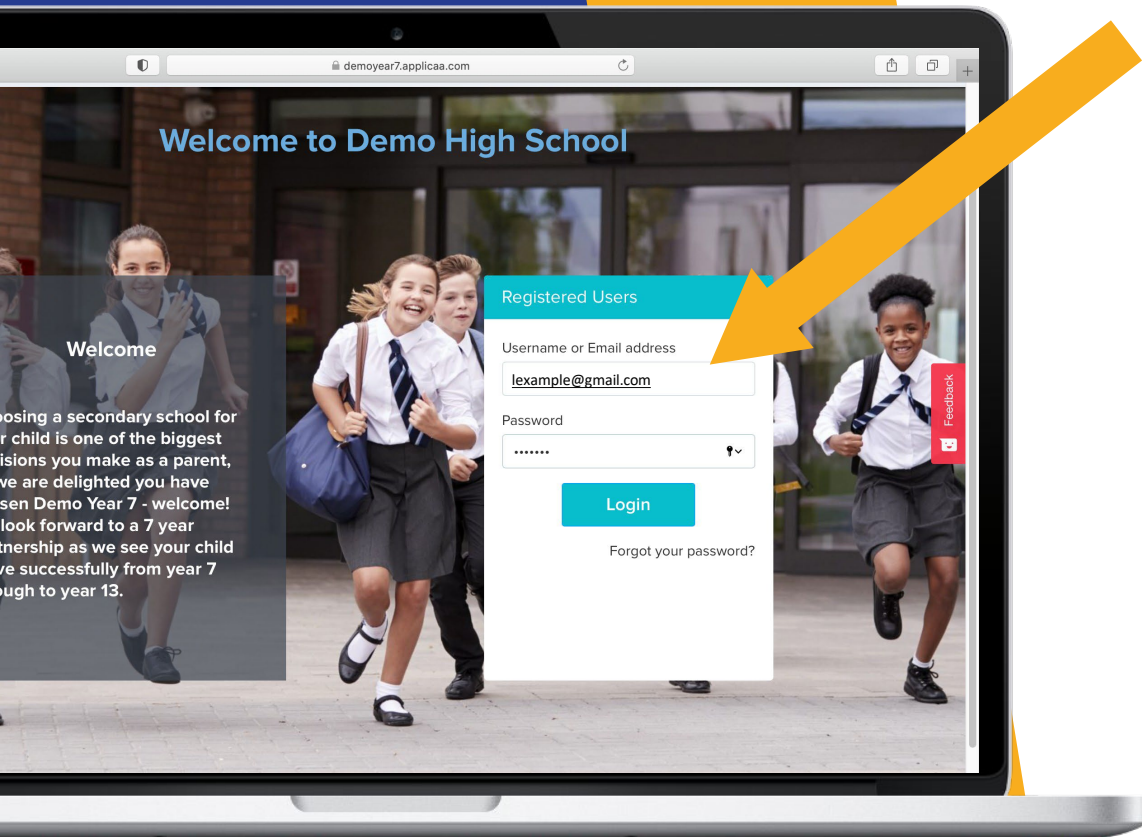 demoyear7.applicaa.com
Welcome to Demo High School
Welcome
oosing a secondary school for
r child is one of the biggest
isions you make as a parent,
we are delighted you have
sen Demo Year 7 - welcome!
look forward to a 7 year
tnership as we see your child
ve successfully from year 7
ough to year 13.
Registered Users
Username or Email address
lexample@gmail.com
Password
•••••••
Login
Forgot your password?
Feedback